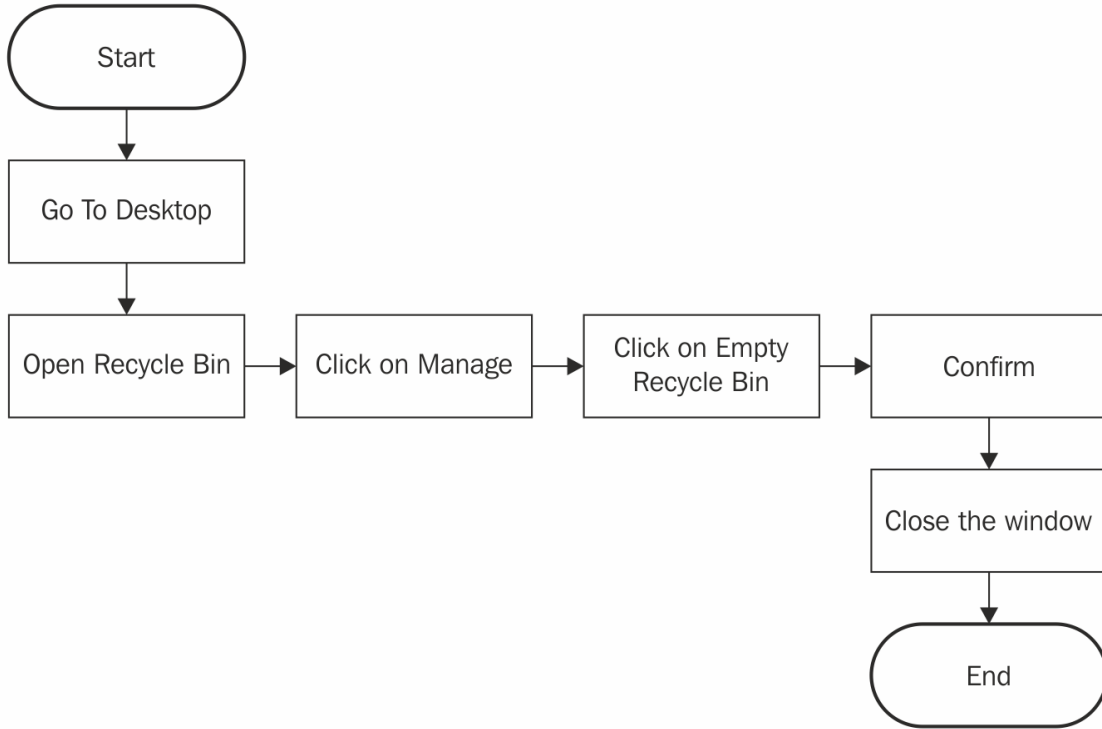 Start
Go To Desktop
Open Recycle Bin
Click on Manage
Click on Empty
Recycle Bin
Confirm
Close the window
End